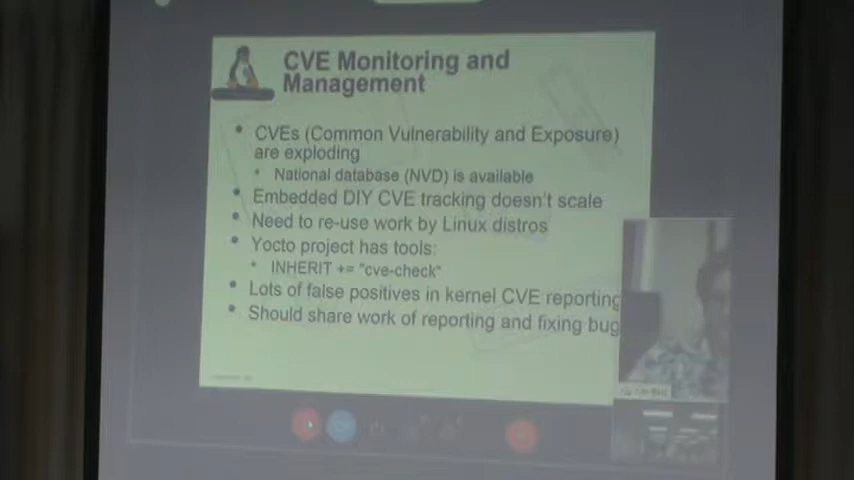 CVE Monitoring and
Management
• CVEs (Common Vulnerability and Exposure)
are exploding
• National database (NVD) is available
• Embedded DIY CVE tracking doesn't scale
• Need to re-use work by Linux distros
• Yocto project has tools:
• INHERIT += "cve-check"
• Lots of false positives in kernel CVE reporting
• Should share work of reporting and fixing bug